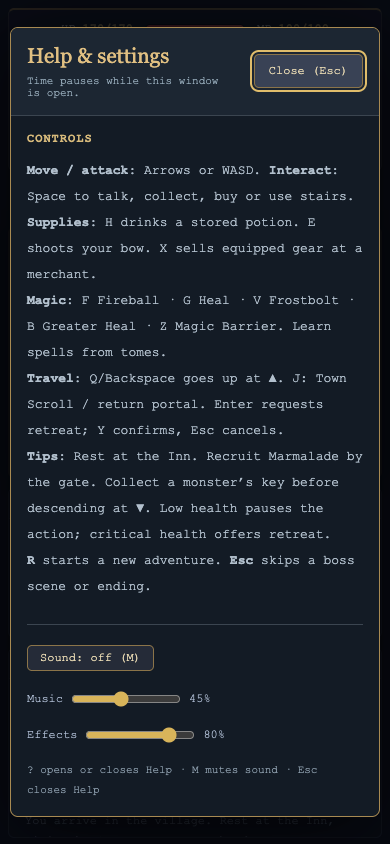 Help & settings
Time pauses while this window
is open.
Close (Esc)
CONTROLS
Move / attack: Arrows or WASD. Interact:
Space to talk, collect, buy or use stairs.
Supplies: H drinks a stored potion. E
shoots your bow. X sells equipped gear at a
merchant.
Magic: F Fireball · G Heal · V Frostbolt ·
B Greater Heal · Z Magic Barrier. Learn
spells from tomes.
Travel: Q/Backspace goes up at ▲. J: Town
Scroll / return portal. Enter requests
retreat; Y confirms, Esc cancels.
Tips: Rest at the Inn. Recruit Marmalade by
the gate. Collect a monster’s key before
descending at ▼. Low health pauses the
action; critical health offers retreat.
R starts a new adventure. Esc skips a boss
scene or ending.
Sound: off (M)
Music 45%
Effects 80%
? opens or closes Help · M mutes sound · Esc
closes Help
You arrive in the village. Rest at the Inn,